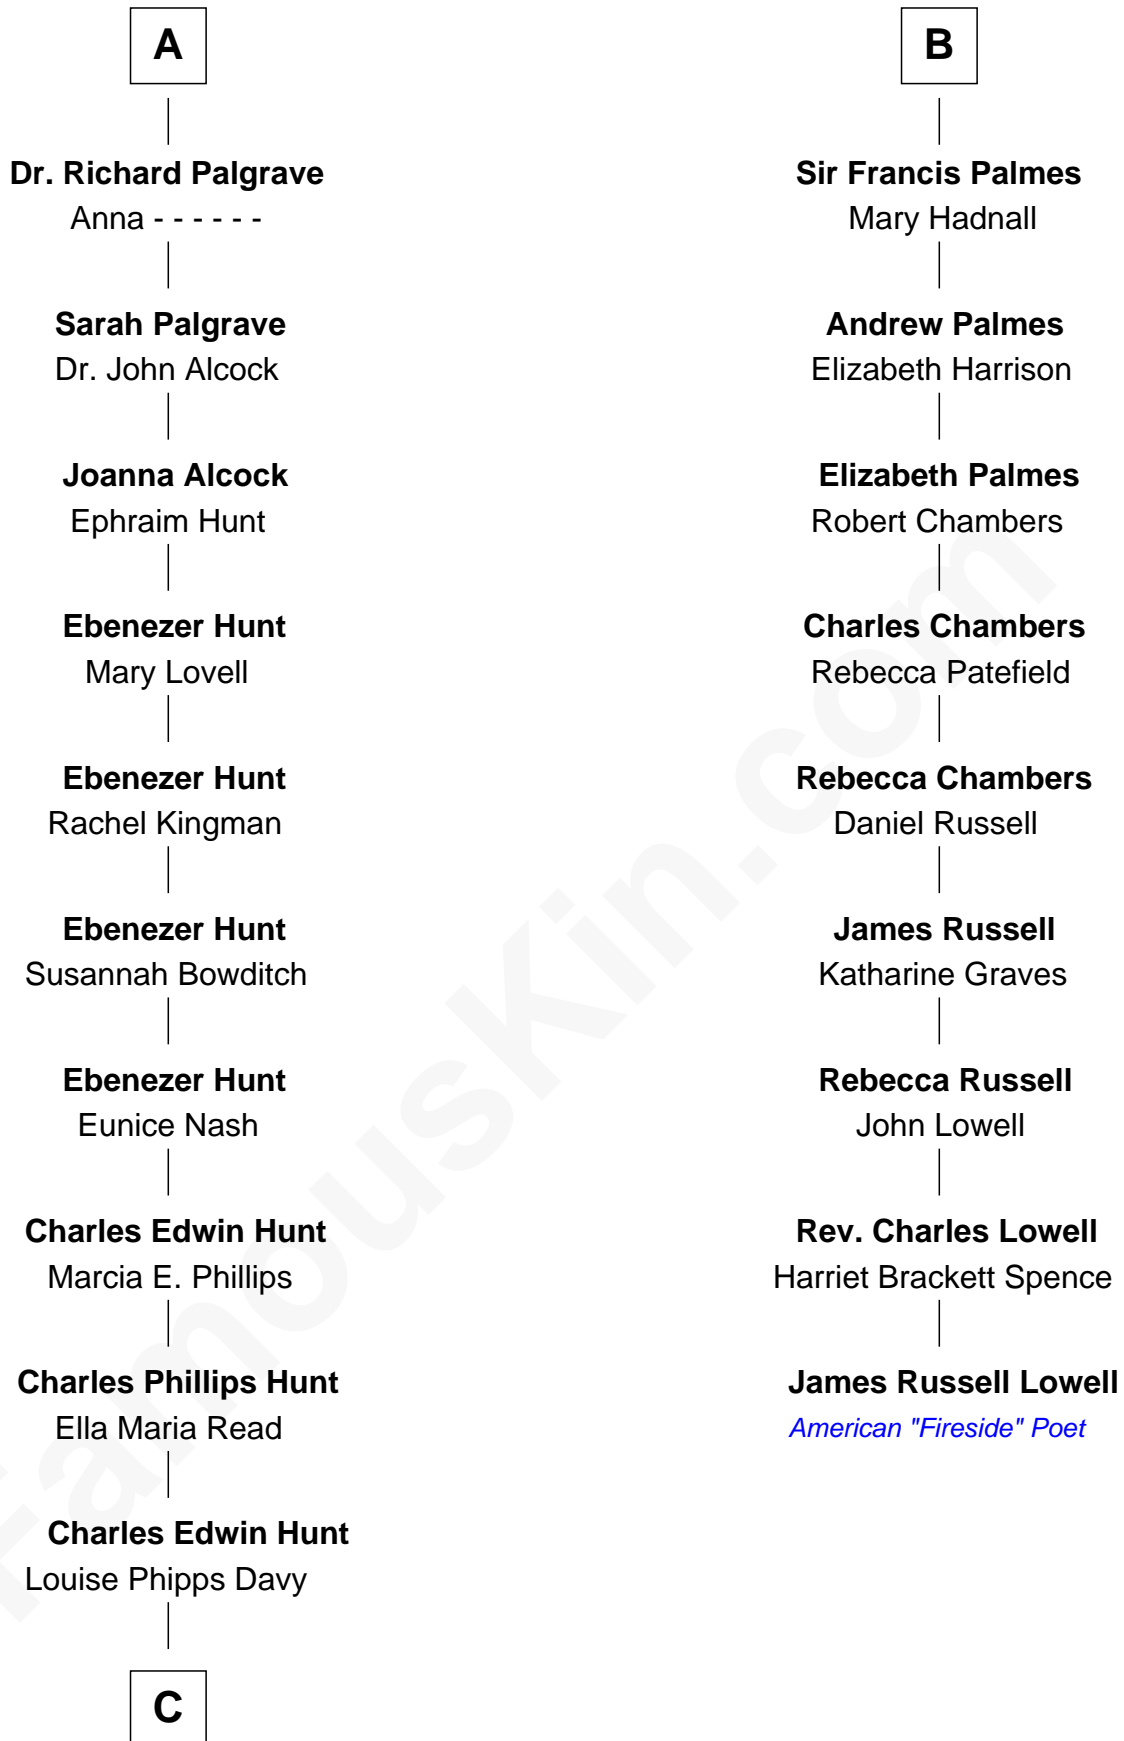 A
Dr. Richard Palgrave
Anna - - - - - -
Sarah Palgrave
Dr. John Alcock
Joanna Alcock
Ephraim Hunt
Ebenezer Hunt
Mary Lovell
Ebenezer Hunt
Rachel Kingman
Ebenezer Hunt
Susannah Bowditch
Ebenezer Hunt
Eunice Nash
Charles Edwin Hunt
Marcia E. Phillips
Charles Phillips Hunt
Ella Maria Read
Charles Edwin Hunt
Louise Phipps Davy
C
B
Sir Francis Palmes
Mary Hadnall
Andrew Palmes
Elizabeth Harrison
Elizabeth Palmes
Robert Chambers
Charles Chambers
Rebecca Patefield
Rebecca Chambers
Daniel Russell
James Russell
Katharine Graves
Rebecca Russell
John Lowell
Rev. Charles Lowell
Harriet Brackett Spence
James Russell Lowell
American "Fireside" Poet
FamousKin.com